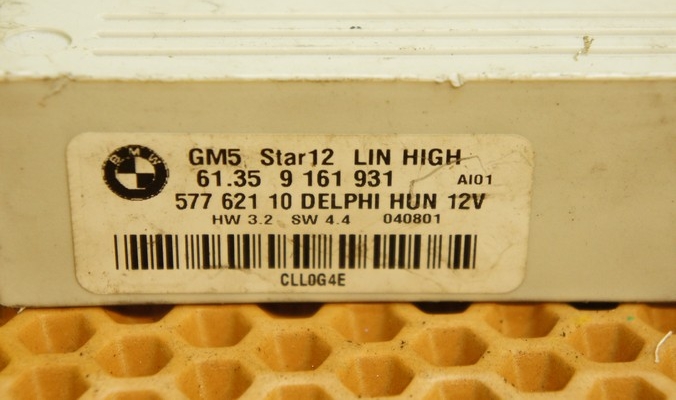 BMW
GM5 Star12 LIN HIGH
61.35 9 161 931 AI01
577 621 10 DELPHI HUN 12V
HW 3.2 SW 4.4 040801
CLL0G4E